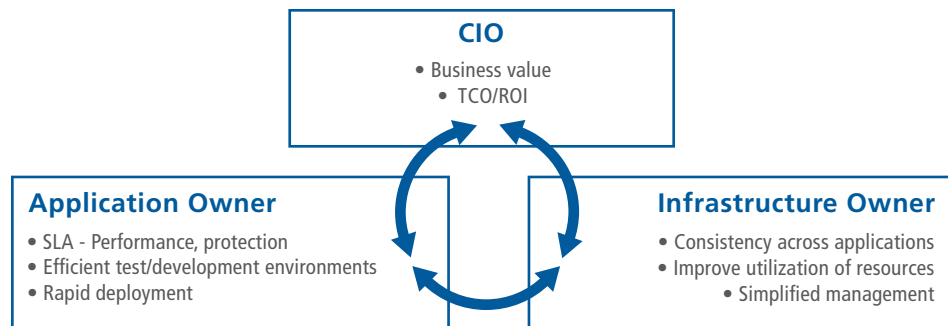 CIO
• Business value
• TCO/ROI
Application Owner
• SLA - Performance, protection
• Efficient test/development environments
• Rapid deployment
Infrastructure Owner
• Consistency across applications
• Improve utilization of resources
• Simplified management